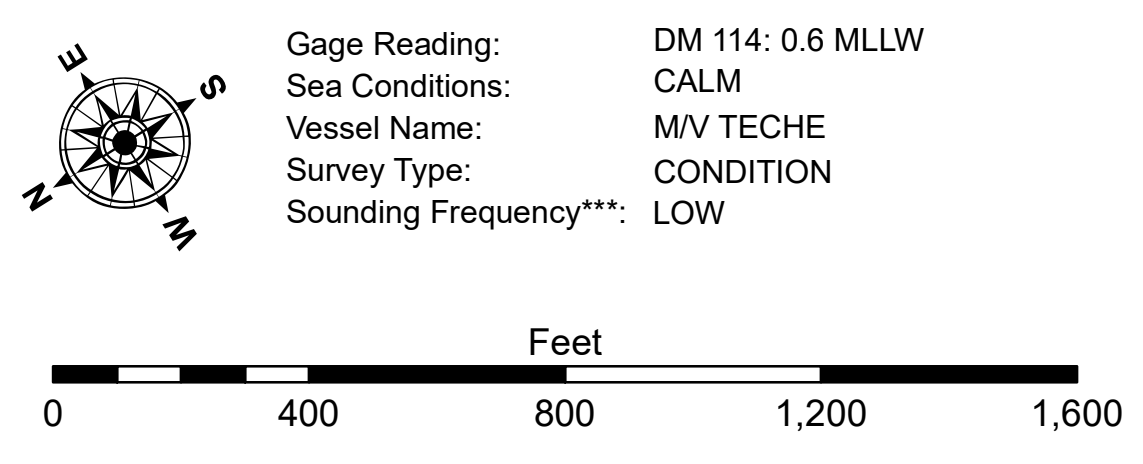 E
S
N
W
Gage Reading: DM 114: 0.6 MLLW
Sea Conditions: CALM
Vessel Name: M/V TECHE
Survey Type: CONDITION
Sounding Frequency***: LOW
Feet
0 400 800 1,200 1,600